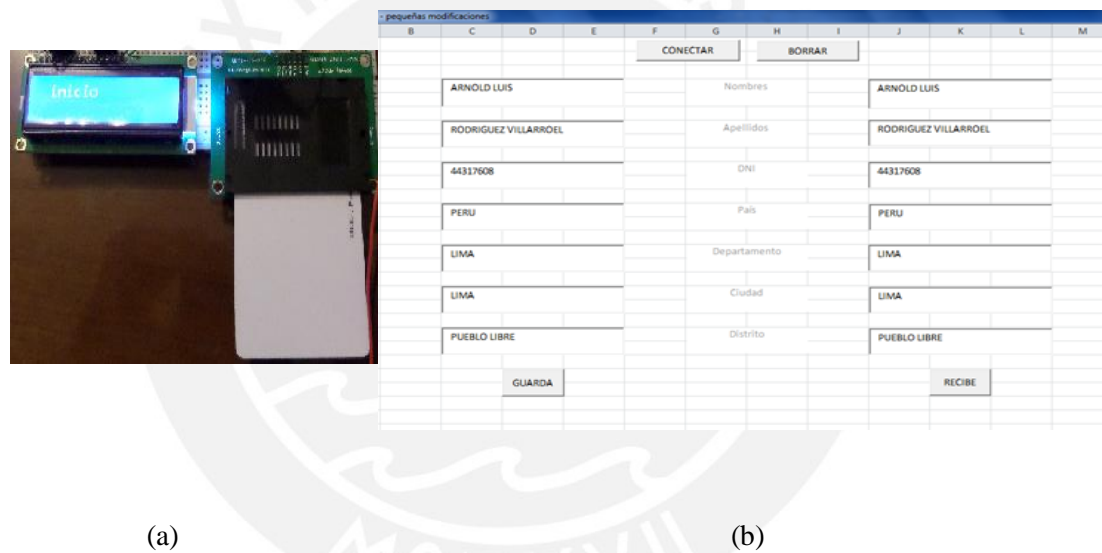 - pequeñas modificaciones
B C D E F G H I J K L M
CONECTAR BORRAR
ARNOLD LUIS Nombres ARNOLD LUIS
RODRIGUEZ VILLARROEL Apellidos RODRIGUEZ VILLARROEL
44317608 DNI 44317608
PERU País PERU
LIMA Departamento LIMA
LIMA Ciudad LIMA
PUEBLO LIBRE Distrito PUEBLO LIBRE
GUARDA RECIBE
Inicio
(a) (b)